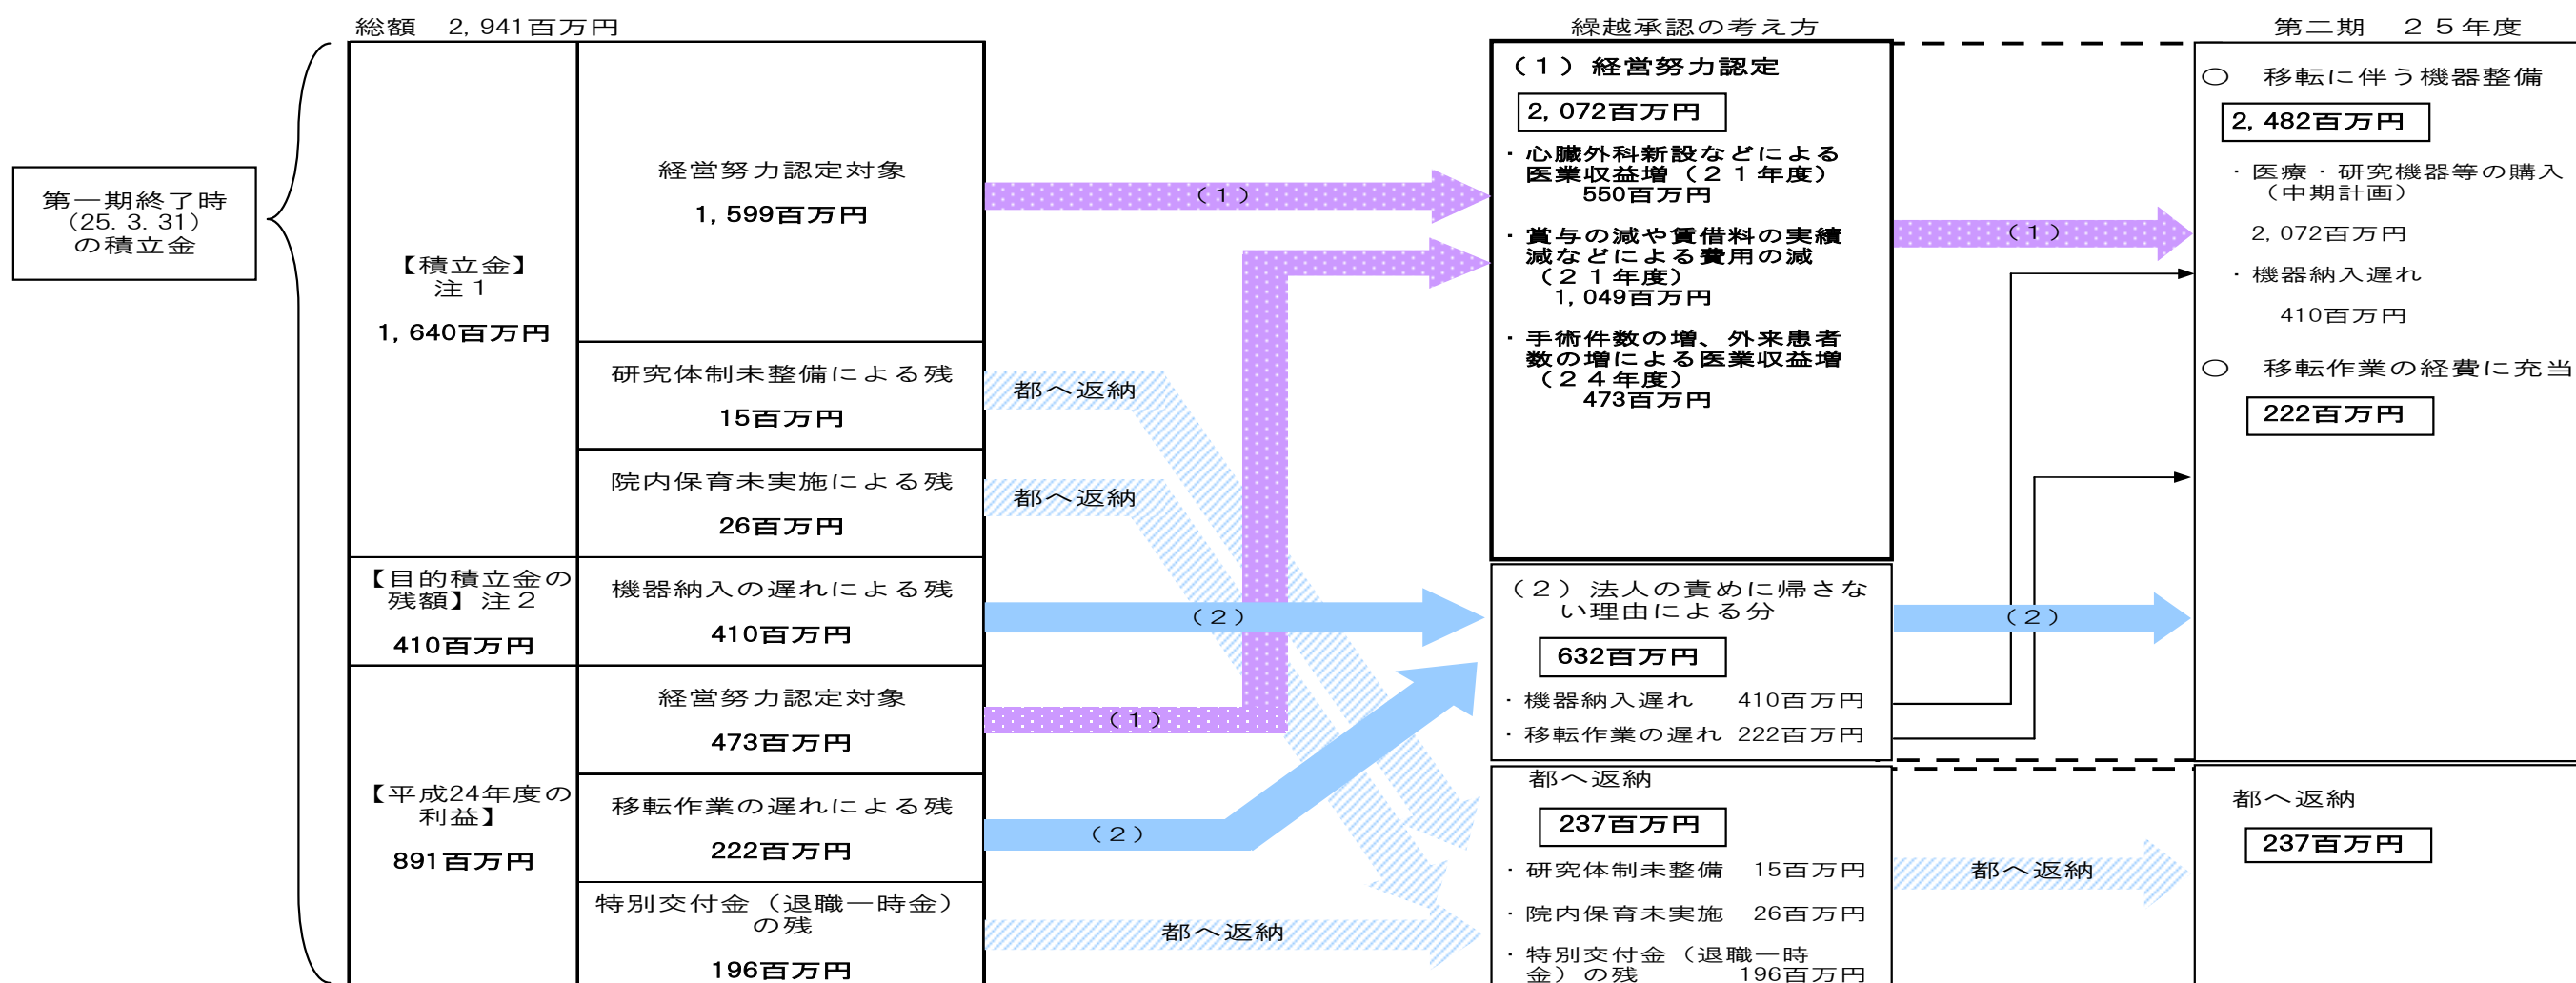 総額　2,941百万円
繰越承認の考え方
第二期　２５年度
第一期終了時
(25.3.31)
の積立金
【積立金】
注１
1,640百万円
【目的積立金の
残額】注２
410百万円
【平成24年度の
利益】
891百万円
経営努力認定対象
1,599百万円
研究体制未整備による残
15百万円
院内保育未実施による残
26百万円
機器納入の遅れによる残
410百万円
経営努力認定対象
473百万円
移転作業の遅れによる残
222百万円
特別交付金（退職一時金）
の残
196百万円
（１）
都へ返納
都へ返納
（２）
（１）
（２）
都へ返納
（１）経営努力認定
2,072百万円
・心臓外科新設などによる
医業収益増（２１年度）
550百万円
・賞与の減や賃借料の実績
減などによる費用の減
（２１年度）
1,049百万円
・手術件数の増、外来患者
数の増による医業収益増
（２４年度）
473百万円
（２）法人の責めに帰さな
い理由による分
632百万円
・機器納入遅れ　410百万円
・移転作業の遅れ 222百万円
都へ返納
237百万円
・研究体制未整備　15百万円
・院内保育未実施　26百万円
・特別交付金（退職一時
金）の残　196百万円
（１）
（２）
都へ返納
○　移転に伴う機器整備
2,482百万円
・医療・研究機器等の購入
（中期計画）
2,072百万円
・機器納入遅れ
410百万円
○　移転作業の経費に充当
222百万円
都へ返納
237百万円